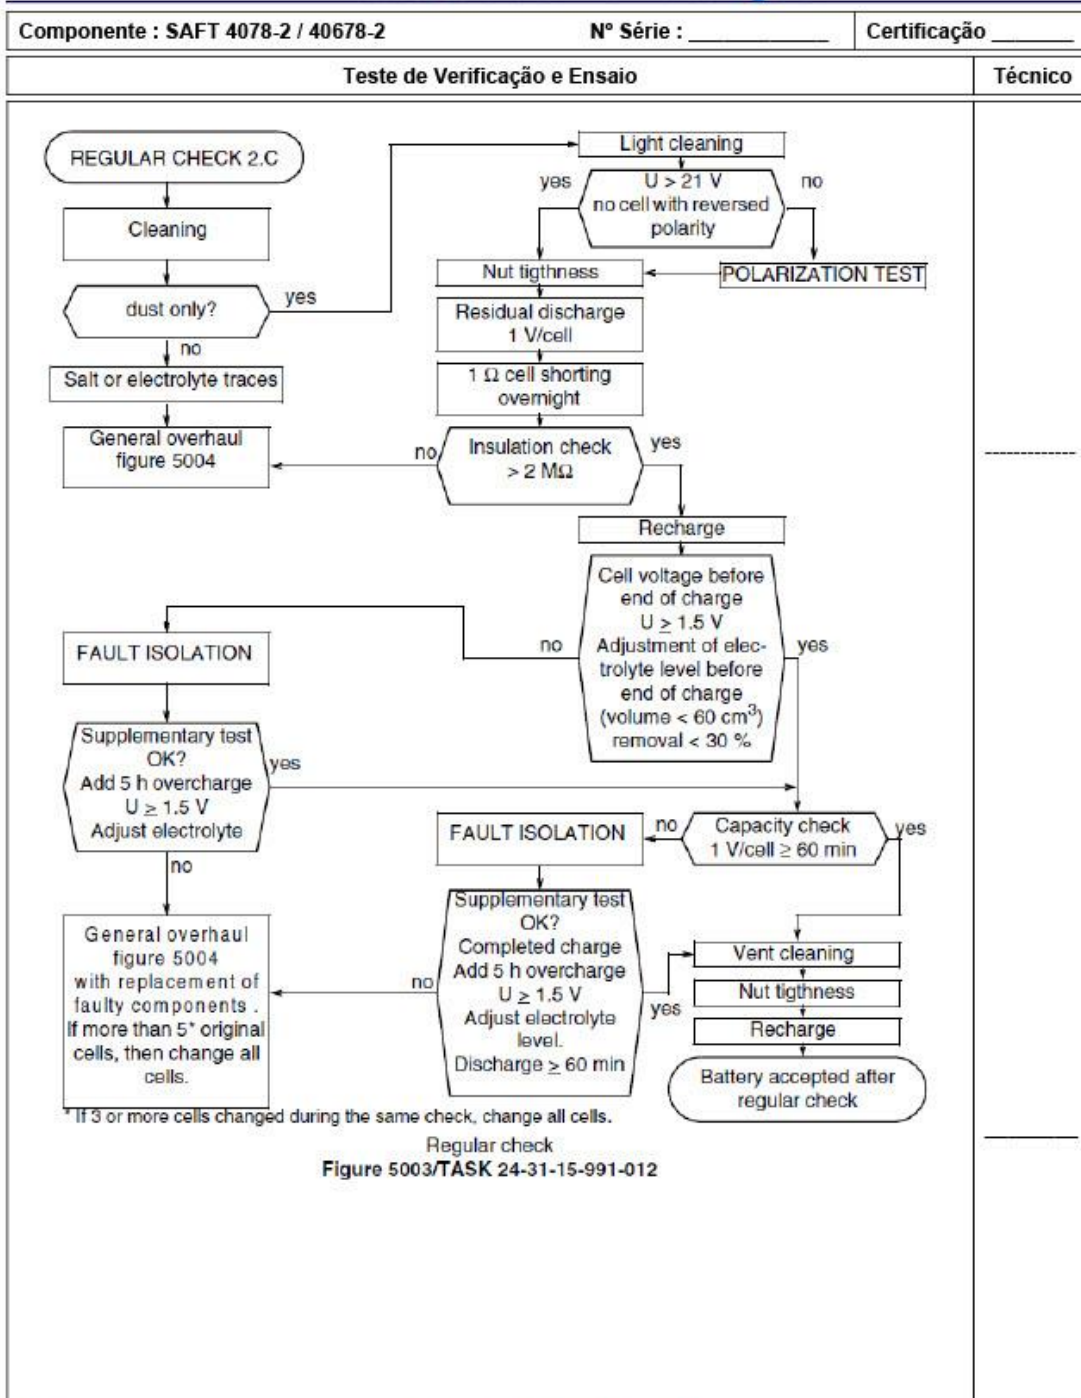 Componente : SAFT 4078-2 / 40678-2 Nº Série : _______________ Certificação _______
Teste de Verificação e Ensaio Técnico
REGULAR CHECK 2.C
Cleaning
dust only?
yes
no
Salt or electrolyte traces
General overhaul
figure 5004
Light cleaning
yes
U > 21 V
no cell with reversed
polarity
no
Nut tigthness
POLARIZATION TEST
Residual discharge
1 V/cell
1 Ω cell shorting
overnight
no
Insulation check
> 2 MΩ
yes
-------------
Recharge
Cell voltage before
end of charge
U ≥ 1.5 V
Adjustment of elec-
trolyte level before
end of charge
(volume < 60 cm³)
removal < 30 %
no
yes
FAULT ISOLATION
Supplementary test
OK?
Add 5 h overcharge
U ≥ 1.5 V
Adjust electrolyte
yes
no
Capacity check
1 V/cell ≥ 60 min
no
yes
FAULT ISOLATION
Supplementary test
OK?
Completed charge
Add 5 h overcharge
U ≥ 1.5 V
Adjust electrolyte
level.
Discharge ≥ 60 min
no
yes
General overhaul
figure 5004
with replacement of
faulty components .
If more than 5* original
cells, then change all
cells.
Vent cleaning
Nut tigthness
Recharge
Battery accepted after
regular check
* If 3 or more cells changed during the same check, change all cells.
Regular check
Figure 5003/TASK 24-31-15-991-012